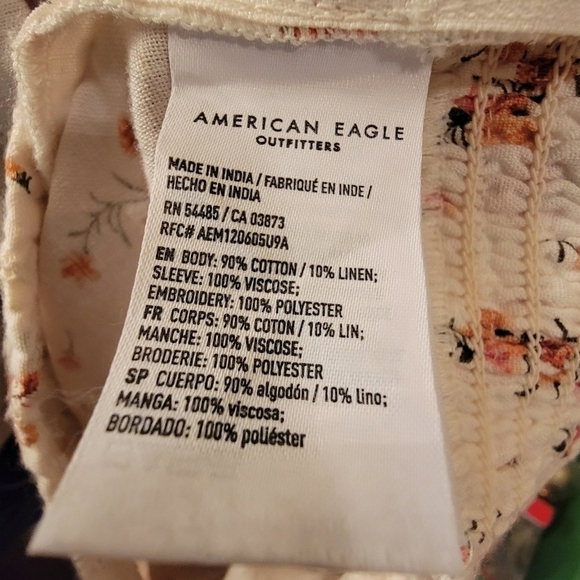 AMERICAN EAGLE
OUTFITTERS
MADE IN INDIA / FABRIQUÉ EN INDE /
HECHO EN INDIA
RN 54485 / CA 03873
RFC# AEM120605U9A
EN BODY: 90% COTTON / 10% LINEN;
SLEEVE: 100% VISCOSE;
EMBROIDERY: 100% POLYESTER
FR CORPS: 90% COTON / 10% LIN;
MANCHE: 100% VISCOSE;
BRODERIE: 100% POLYESTER
SP CUERPO: 90% algodón / 10% lino;
MANGA: 100% viscosa;
BORDADO: 100% poliéster